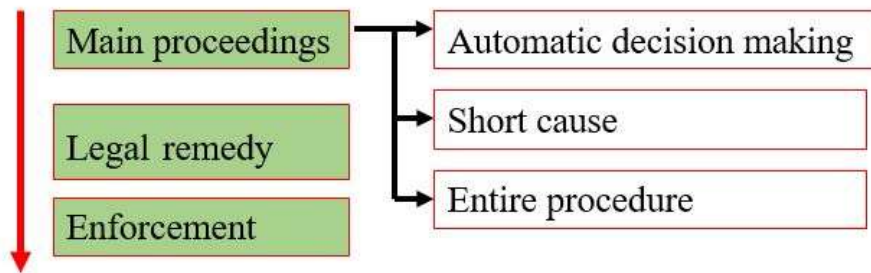 Main proceedings
Automatic decision making
Short cause
Legal remedy
Entire procedure
Enforcement